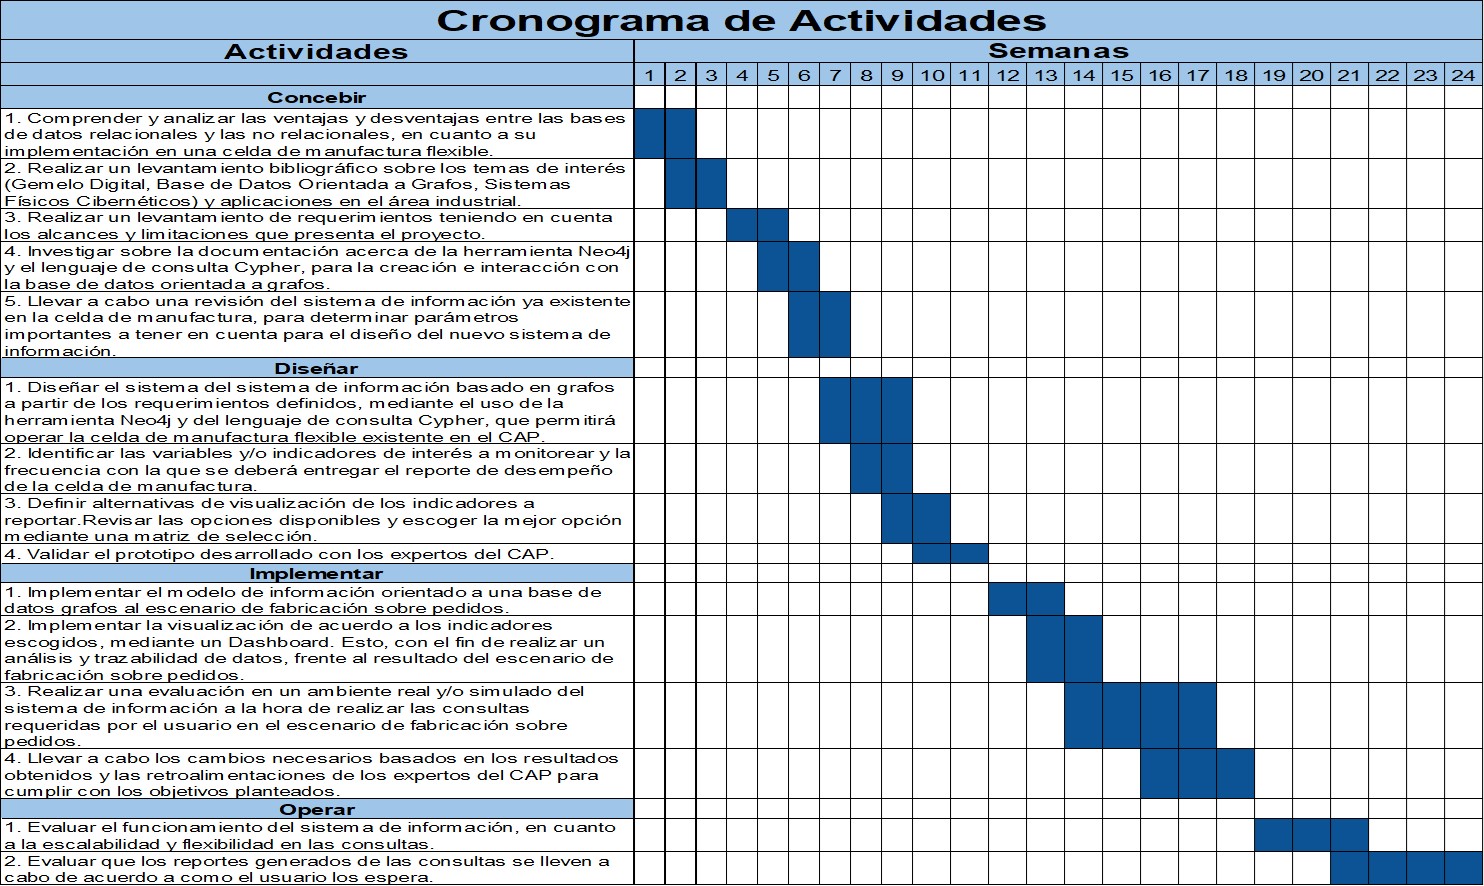 Cronograma de Actividades
Actividades
Semanas
1 2 3 4 5 6 7 8 9 10 11 12 13 14 15 16 17 18 19 20 21 22 23 24
Concebir
1. Comprender y analizar las ventajas y desventajas entre las bases
de datos relacionales y las no relacionales, en cuanto a su
implementación en una celda de manufactura flexible.
2. Realizar un levantamiento bibliográfico sobre los temas de interés
(Gemelo Digital, Base de Datos Orientada a Grafos, Sistemas
Físicos Cibernéticos) y aplicaciones en el área industrial.
3. Realizar un levantamiento de requerimientos teniendo en cuenta
los alcances y limitaciones que presenta el proyecto.
4. Investigar sobre la documentación acerca de la herramienta Neo4j
y el lenguaje de consulta Cypher, para la creación e interacción con
la base de datos orientada a grafos.
5. Llevar a cabo una revisión del sistema de información ya existente
en la celda de manufactura, para determinar parámetros
importantes a tener en cuenta para el diseño del nuevo sistema de
información.
Diseñar
1. Diseñar el sistema del sistema de información basado en grafos
a partir de los requerimientos definidos, mediante el uso de la
herramienta Neo4j y del lenguaje de consulta Cypher, que permitirá
operar la celda de manufactura flexible existente en el CAP.
2. Identificar las variables y/o indicadores de interés a monitorear y la
frecuencia con la que se deberá entregar el reporte de desempeño
de la celda de manufactura.
3. Definir alternativas de visualización de los indicadores a
reportar.Revisar las opciones disponibles y escoger la mejor opción
mediante una matriz de selección.
4. Validar el prototipo desarrollado con los expertos del CAP.
Implementar
1. Implementar el modelo de información orientado a una base de
datos grafos al escenario de fabricación sobre pedidos.
2. Implementar la visualización de acuerdo a los indicadores
escogidos, mediante un Dashboard. Esto, con el fin de realizar un
análisis y trazabilidad de datos, frente al resultado del escenario de
fabricación sobre pedidos.
3. Realizar una evaluación en un ambiente real y/o simulado del
sistema de información a la hora de realizar las consultas
requeridas por el usuario en el escenario de fabricación sobre
pedidos.
4. Llevar a cabo los cambios necesarios basados en los resultados
obtenidos y las retroalimentaciones de los expertos del CAP para
cumplir con los objetivos planteados.
Operar
1. Evaluar el funcionamiento del sistema de información, en cuanto
a la escalabilidad y flexibilidad en las consultas.
2. Evaluar que los reportes generados de las consultas se lleven a
cabo de acuerdo a como el usuario los espera.